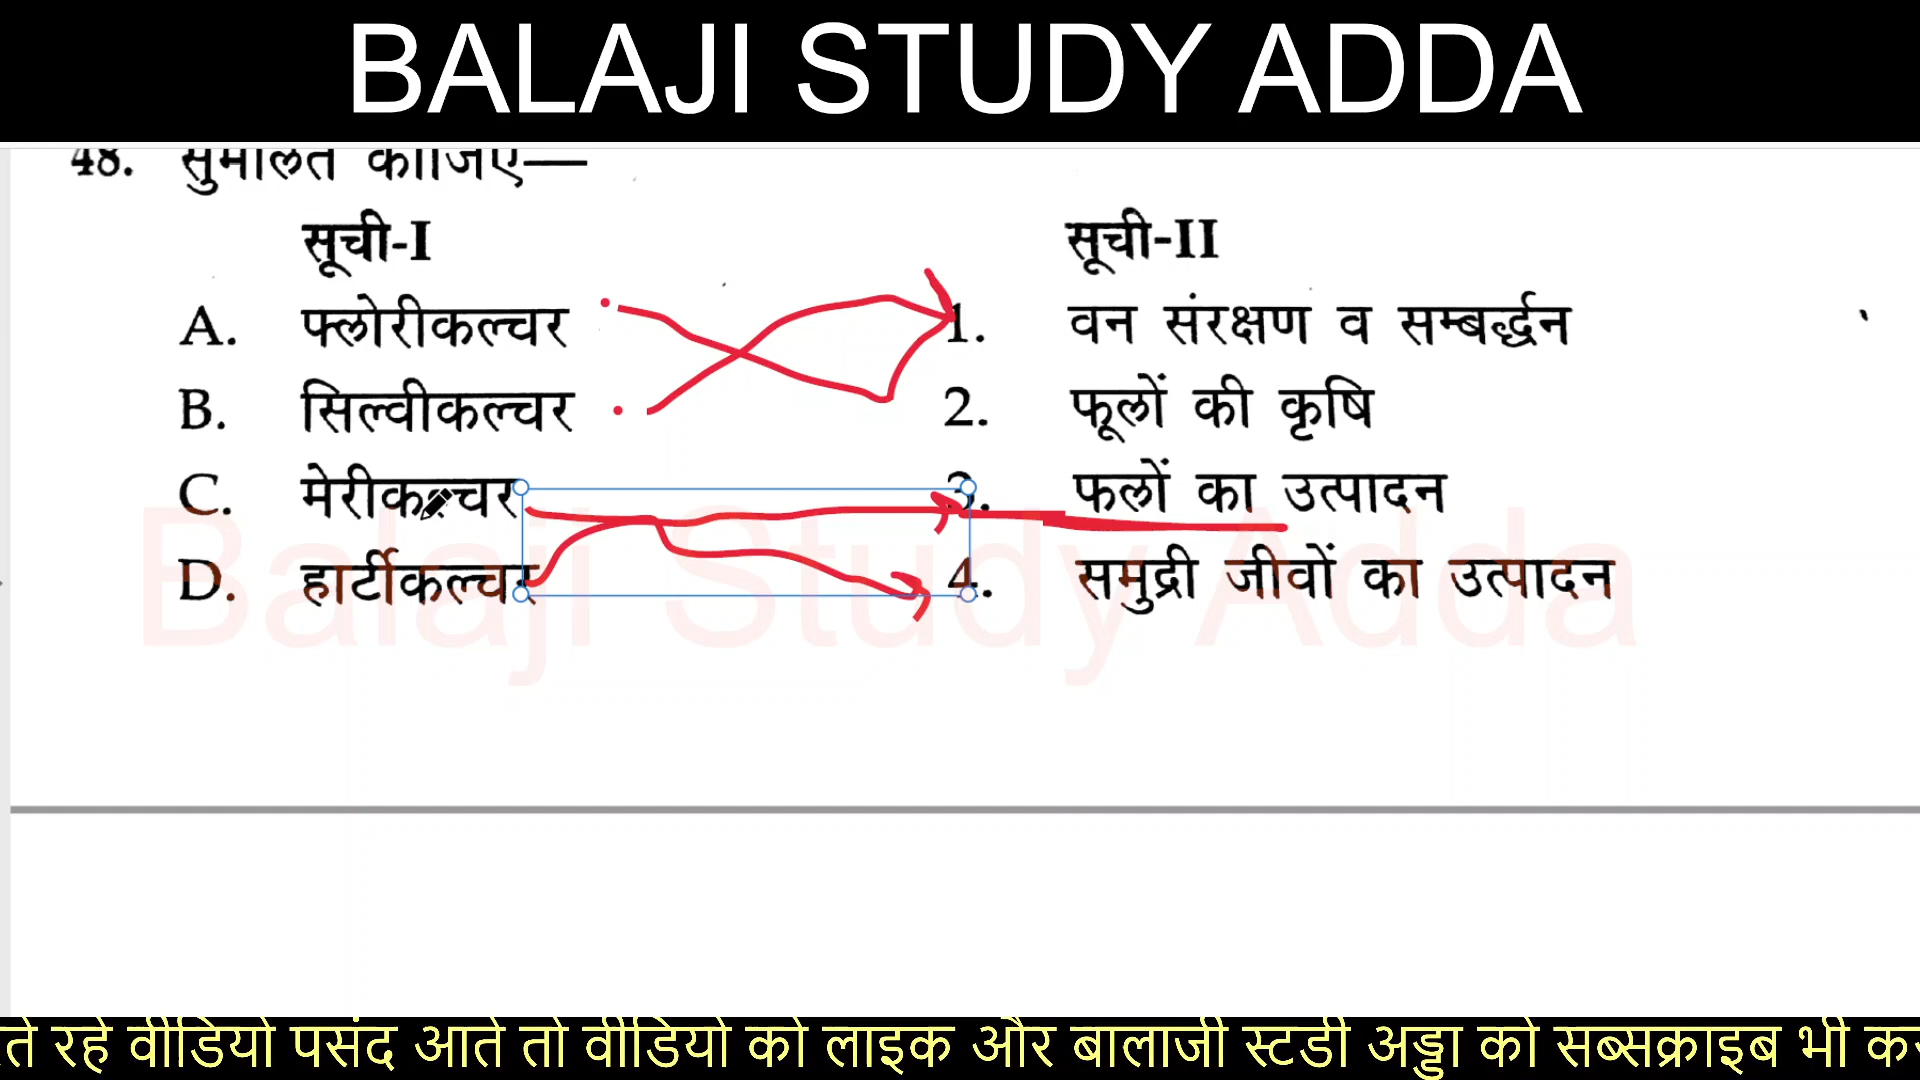 BALAJI STUDY ADDA
48. सुमेलित कीजिए—
सूची-I सूची-II
A. फ्लोरीकल्चर 1. वन संरक्षण व सम्बर्द्धन
B. सिल्वीकल्चर 2. फूलों की कृषि
C. मेरीकल्चर 3. फलों का उत्पादन
D. हार्टीकल्चर 4. समुद्री जीवों का उत्पादन
Balaji Study Adda
ते रहे वीडियो पसंद आते तो वीडियो को लाइक और बालाजी स्टडी अड्डा को सब्सक्राइब भी